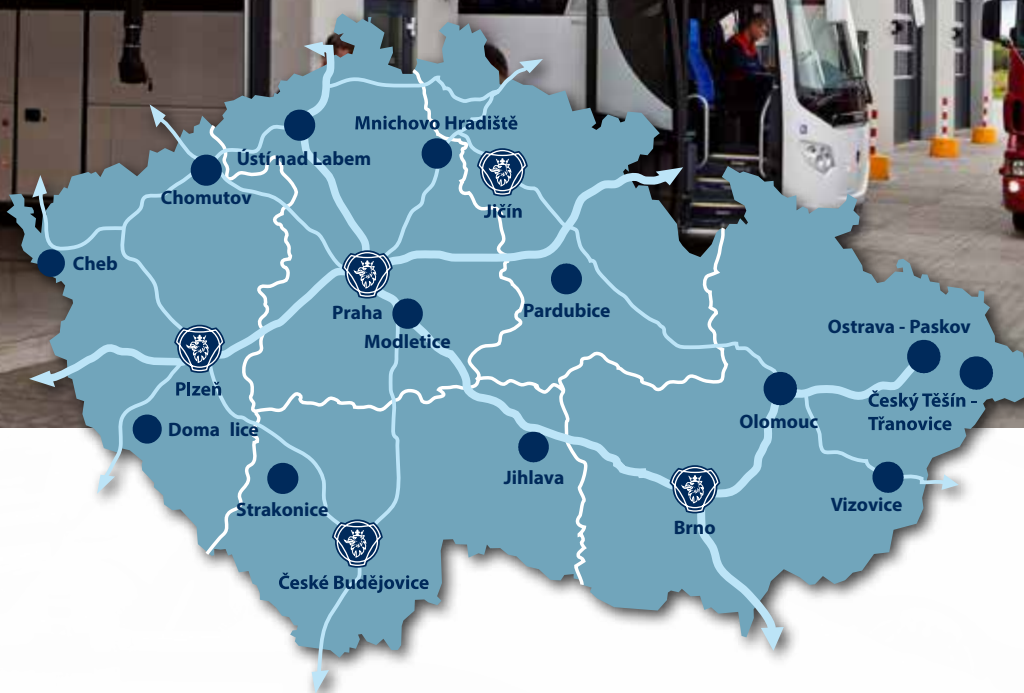 Mnichovo Hradiště
Ústí nad Labem
Chomutov
Jičín
Cheb
Praha
Pardubice
Modletice
Ostrava - Paskov
Plzeň
Český Těšín -
Třanovice
Olomouc
Doma lice
Jihlava
Strakonice
Vizovice
Brno
České Budějovice